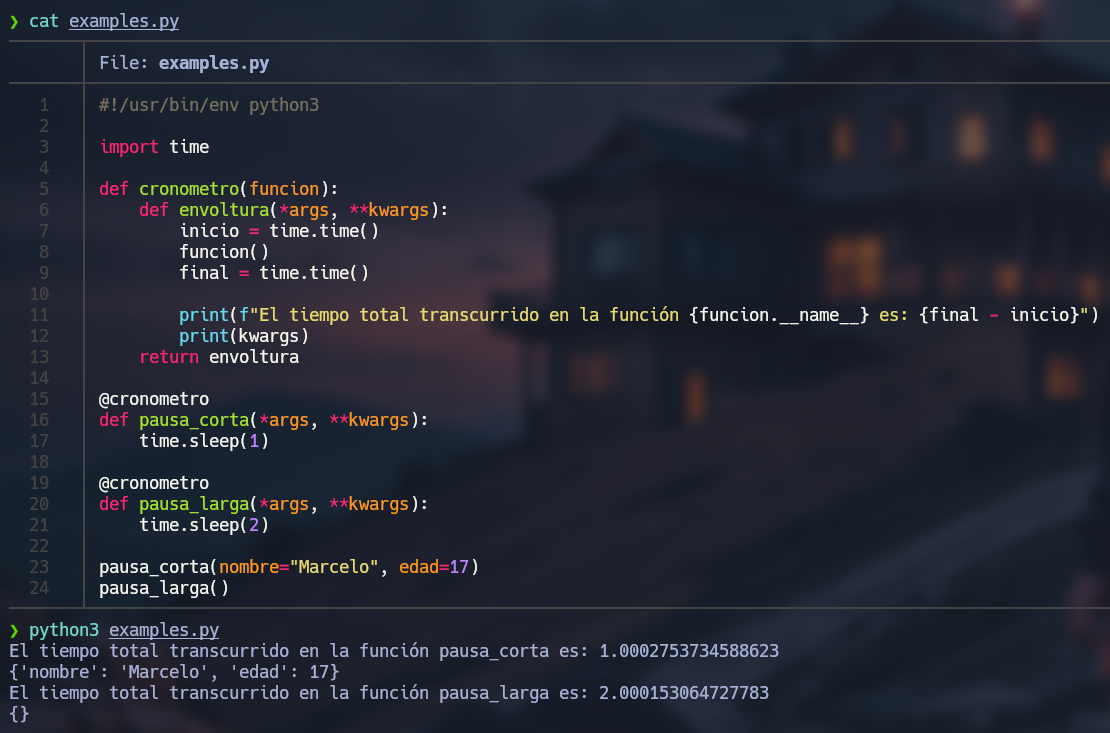 ❯ cat examples.py
File: examples.py
1 #!/usr/bin/env python3
2
3 import time
4
5 def cronometro(funcion):
6     def envoltura(*args, **kwargs):
7         inicio = time.time()
8         funcion()
9         final = time.time()
10
11         print(f"El tiempo total transcurrido en la función {funcion.__name__} es: {final - inicio}")
12         print(kwargs)
13     return envoltura
14
15 @cronometro
16 def pausa_corta(*args, **kwargs):
17     time.sleep(1)
18
19 @cronometro
20 def pausa_larga(*args, **kwargs):
21     time.sleep(2)
22
23 pausa_corta(nombre="Marcelo", edad=17)
24 pausa_larga()
❯ python3 examples.py
El tiempo total transcurrido en la función pausa_corta es: 1.0002753734588623
{'nombre': 'Marcelo', 'edad': 17}
El tiempo total transcurrido en la función pausa_larga es: 2.000153064727783
{}